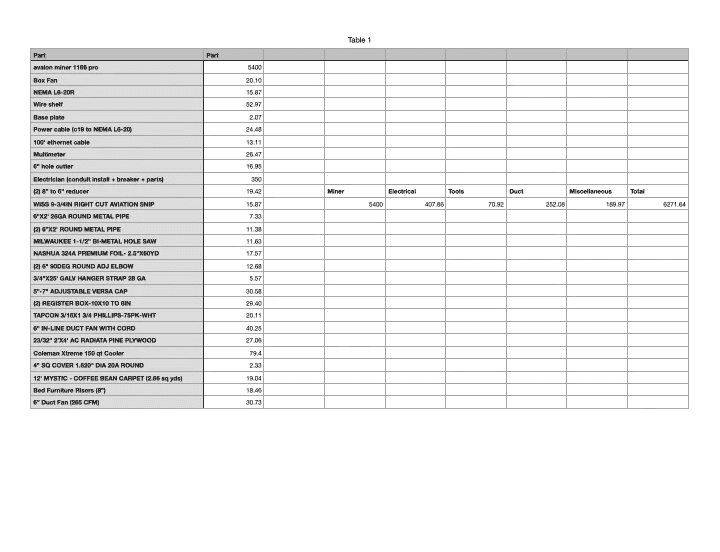 Table 1
Part Part
avalon miner 1166 pro 5400
Box Fan 20.10
NEMA L6-20R 15.87
Wire shelf 52.97
Base plate 2.07
Power cable (c19 to NEMA L6-20) 24.48
100' ethernet cable 13.11
Multimeter 26.47
6" hole cutter 16.95
Electrician (conduit install + breaker + parts) 350
(2) 8" to 6" reducer 19.42 Miner Electrical Tools Duct Miscellaneous Total
WISS 9-3/4IN RIGHT CUT AVIATION SNIP 15.87 5400 407.86 70.92 252.08 189.97 6271.64
6"X2' 26GA ROUND METAL PIPE 7.33
(2) 6"X2' ROUND METAL PIPE 11.38
MILWAUKEE 1-1/2" BI-METAL HOLE SAW 11.63
NASHUA 324A PREMIUM FOIL- 2.5"X60YD 17.57
(2) 6" 90DEG ROUND ADJ ELBOW 12.68
3/4"X25' GALV HANGER STRAP 28 GA 5.57
5"-7" ADJUSTABLE VERSA CAP 30.58
(2) REGISTER BOX-10X10 TO 6IN 29.40
TAPCON 3/16X1 3/4 PHILLIPS-75PK-WHT 20.11
6" IN-LINE DUCT FAN WITH CORD 40.25
23/32" 2'X4' AC RADIATA PINE PLYWOOD 27.06
Coleman Xtreme 150 qt Cooler 79.4
4" SQ COVER 1.620" DIA 20A ROUND 2.33
12' MYSTIC - COFFEE BEAN CARPET (2.66 sq yds) 19.04
Bed Furniture Risers (8") 18.46
6" Duct Fan (265 CFM) 30.73